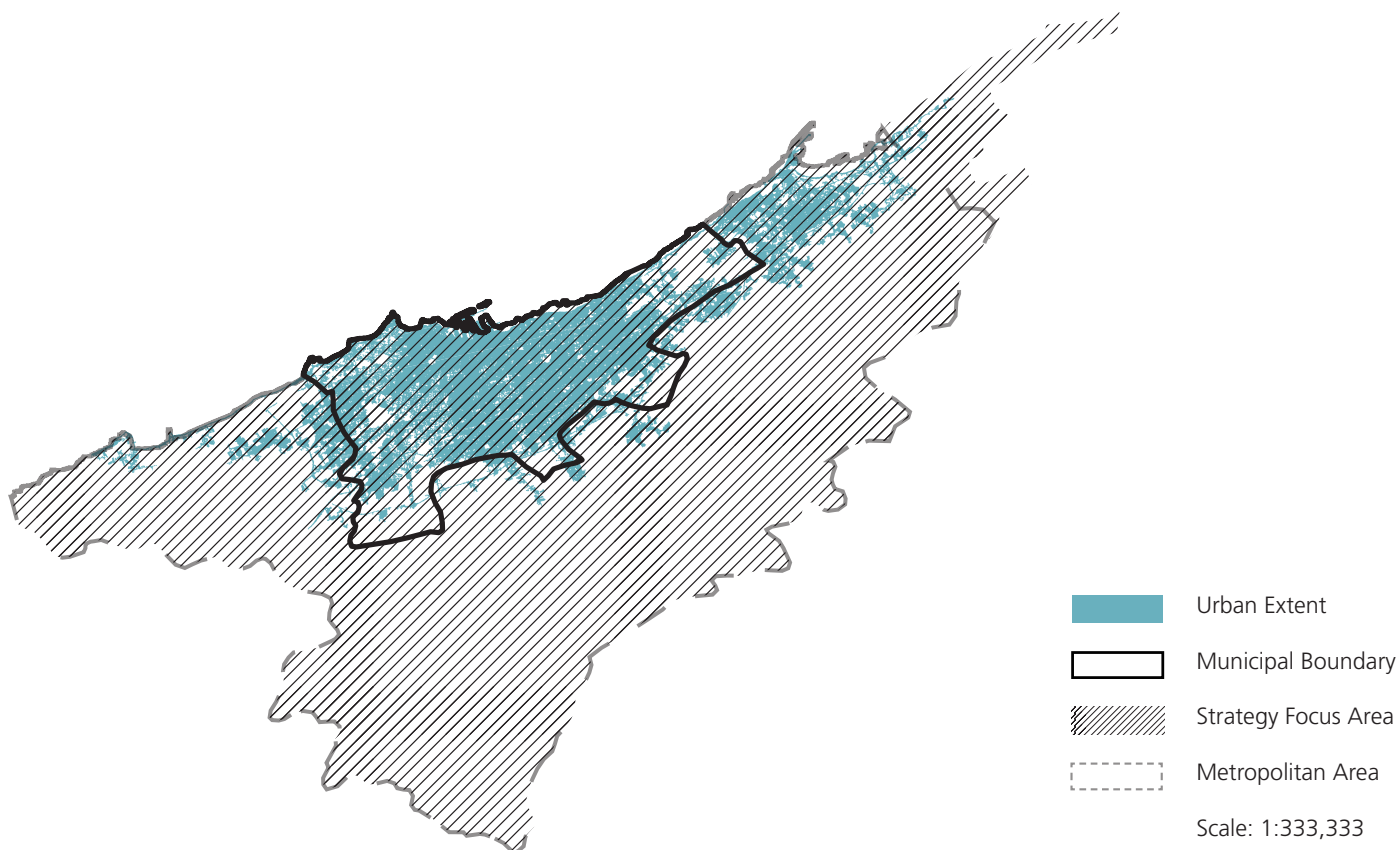 Urban Extent
Municipal Boundary
Strategy Focus Area
Metropolitan Area
Scale: 1:333,333